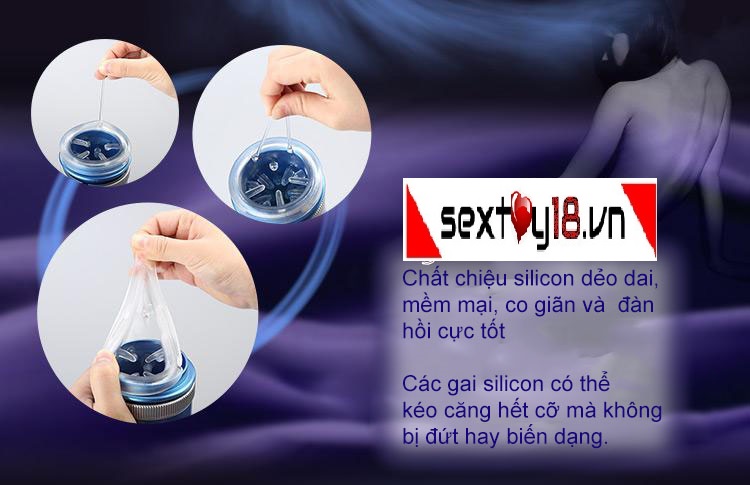 sextoy18.vn
Chất chiệu silicon dẻo dai,
mềm mại, co giãn và đàn
hồi cực tốt
Các gai silicon có thể
kéo căng hết cỡ mà không
bị đứt hay biến dạng.